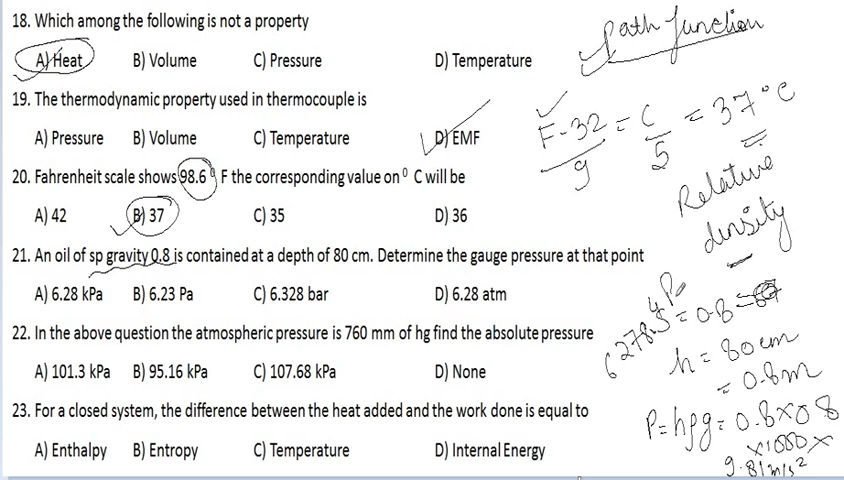 18. Which among the following is not a property
A) Heat B) Volume C) Pressure D) Temperature
Path function
19. The thermodynamic property used in thermocouple is
A) Pressure B) Volume C) Temperature D) EMF
F-32/9 = C/5 = 37°C
20. Fahrenheit scale shows 98.6⁰ F the corresponding value on ⁰ C will be
A) 42 B) 37 C) 35 D) 36
Relative
density
21. An oil of sp gravity 0.8 is contained at a depth of 80 cm. Determine the gauge pressure at that point
A) 6.28 kPa B) 6.23 Pa C) 6.328 bar D) 6.28 atm
= 0.8
22. In the above question the atmospheric pressure is 760 mm of hg find the absolute pressure
h = 80 cm
A) 101.3 kPa B) 95.16 kPa C) 107.68 kPa D) None
= 0.8m
23. For a closed system, the difference between the heat added and the work done is equal to
P=hρg= 0.8×0.8
A) Enthalpy B) Entropy C) Temperature D) Internal Energy
×1000×
9.81m/s²